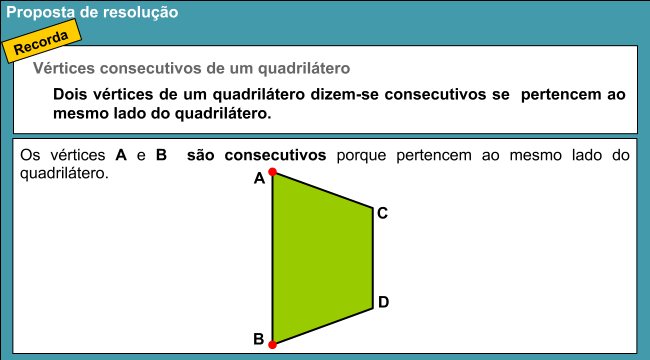 Proposta de resolução
Recorda
Vértices consecutivos de um quadrilátero
Dois vértices de um quadrilátero dizem-se consecutivos se pertencem ao
mesmo lado do quadrilátero.
Os vértices A e B são consecutivos porque pertencem ao mesmo lado do
quadrilátero.
A
C
D
B